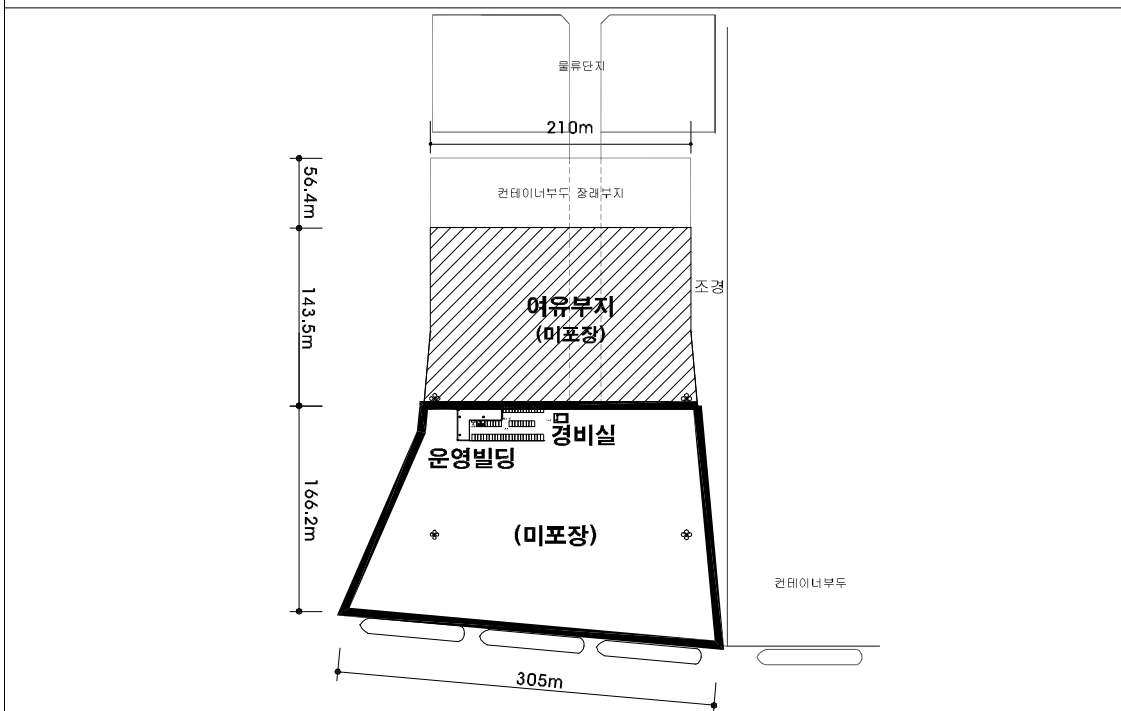 물류단지
210m
56.4m
컨테이너부두 장래부지
143.5m
조경
여유부지
(미포장)
경비실
운영빌딩
166.2m
(미포장)
컨테이너부두
305m